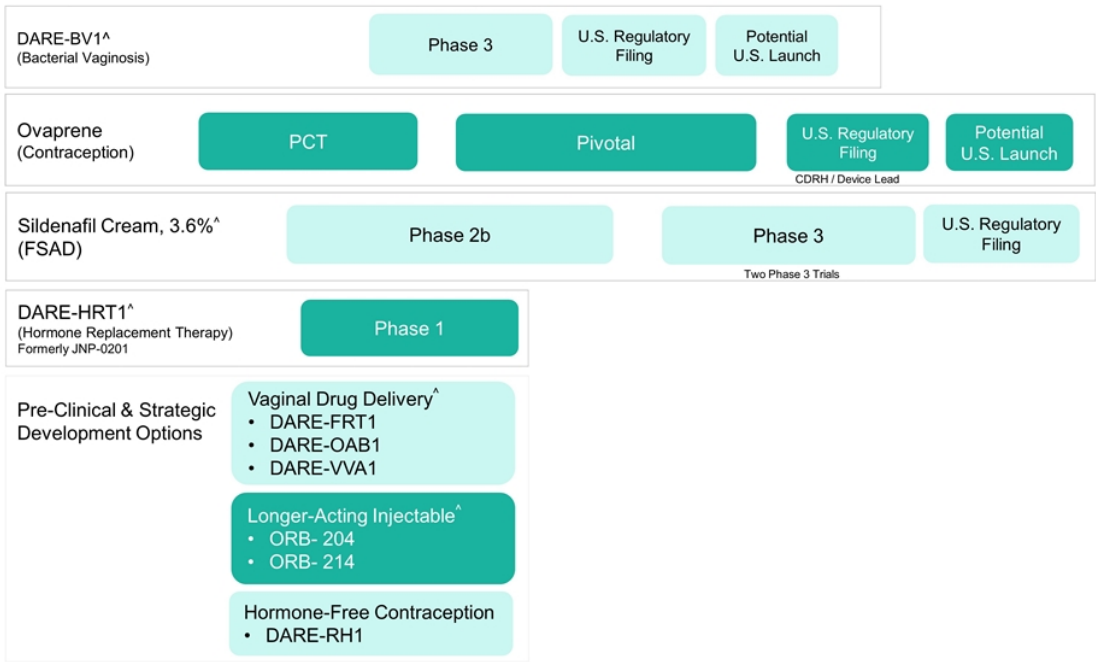 DARE-BV1^
(Bacterial Vaginosis)
Phase 3
U.S. Regulatory
Filing
Potential
U.S. Launch
Ovaprene
(Contraception)
PCT
Pivotal
U.S. Regulatory
Filing
CDRH / Device Lead
Potential
U.S. Launch
Sildenafil Cream, 3.6%^
(FSAD)
Phase 2b
Phase 3
Two Phase 3 Trials
U.S. Regulatory
Filing
DARE-HRT1^
(Hormone Replacement Therapy)
Formerly JNP-0201
Phase 1
Pre-Clinical & Strategic
Development Options
Vaginal Drug Delivery^
• DARE-FRT1
• DARE-OAB1
• DARE-VVA1
Longer-Acting Injectable^
• ORB- 204
• ORB- 214
Hormone-Free Contraception
• DARE-RH1